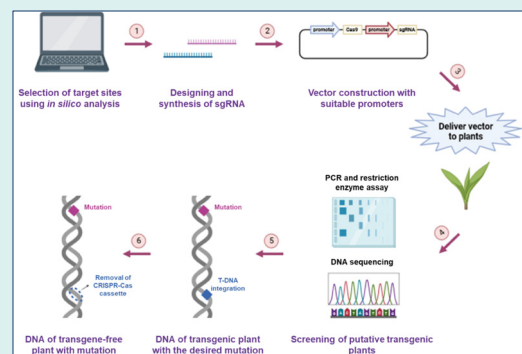 1
2
promoter
Cas9
promoter
sgRNA
Selection of target sites
using in silico analysis
Designing and
synthesis of sgRNA
Vector construction with
suitable promoters
3
Deliver vector
to plants
4
PCR and restriction
enzyme assay
DNA sequencing
Screening of putative transgenic
plants
5
Mutation
T-DNA
integration
DNA of transgenic plant
with the desired mutation
6
Mutation
Removal of
CRISPR-Cas
cassette
DNA of transgene-free
plant with mutation